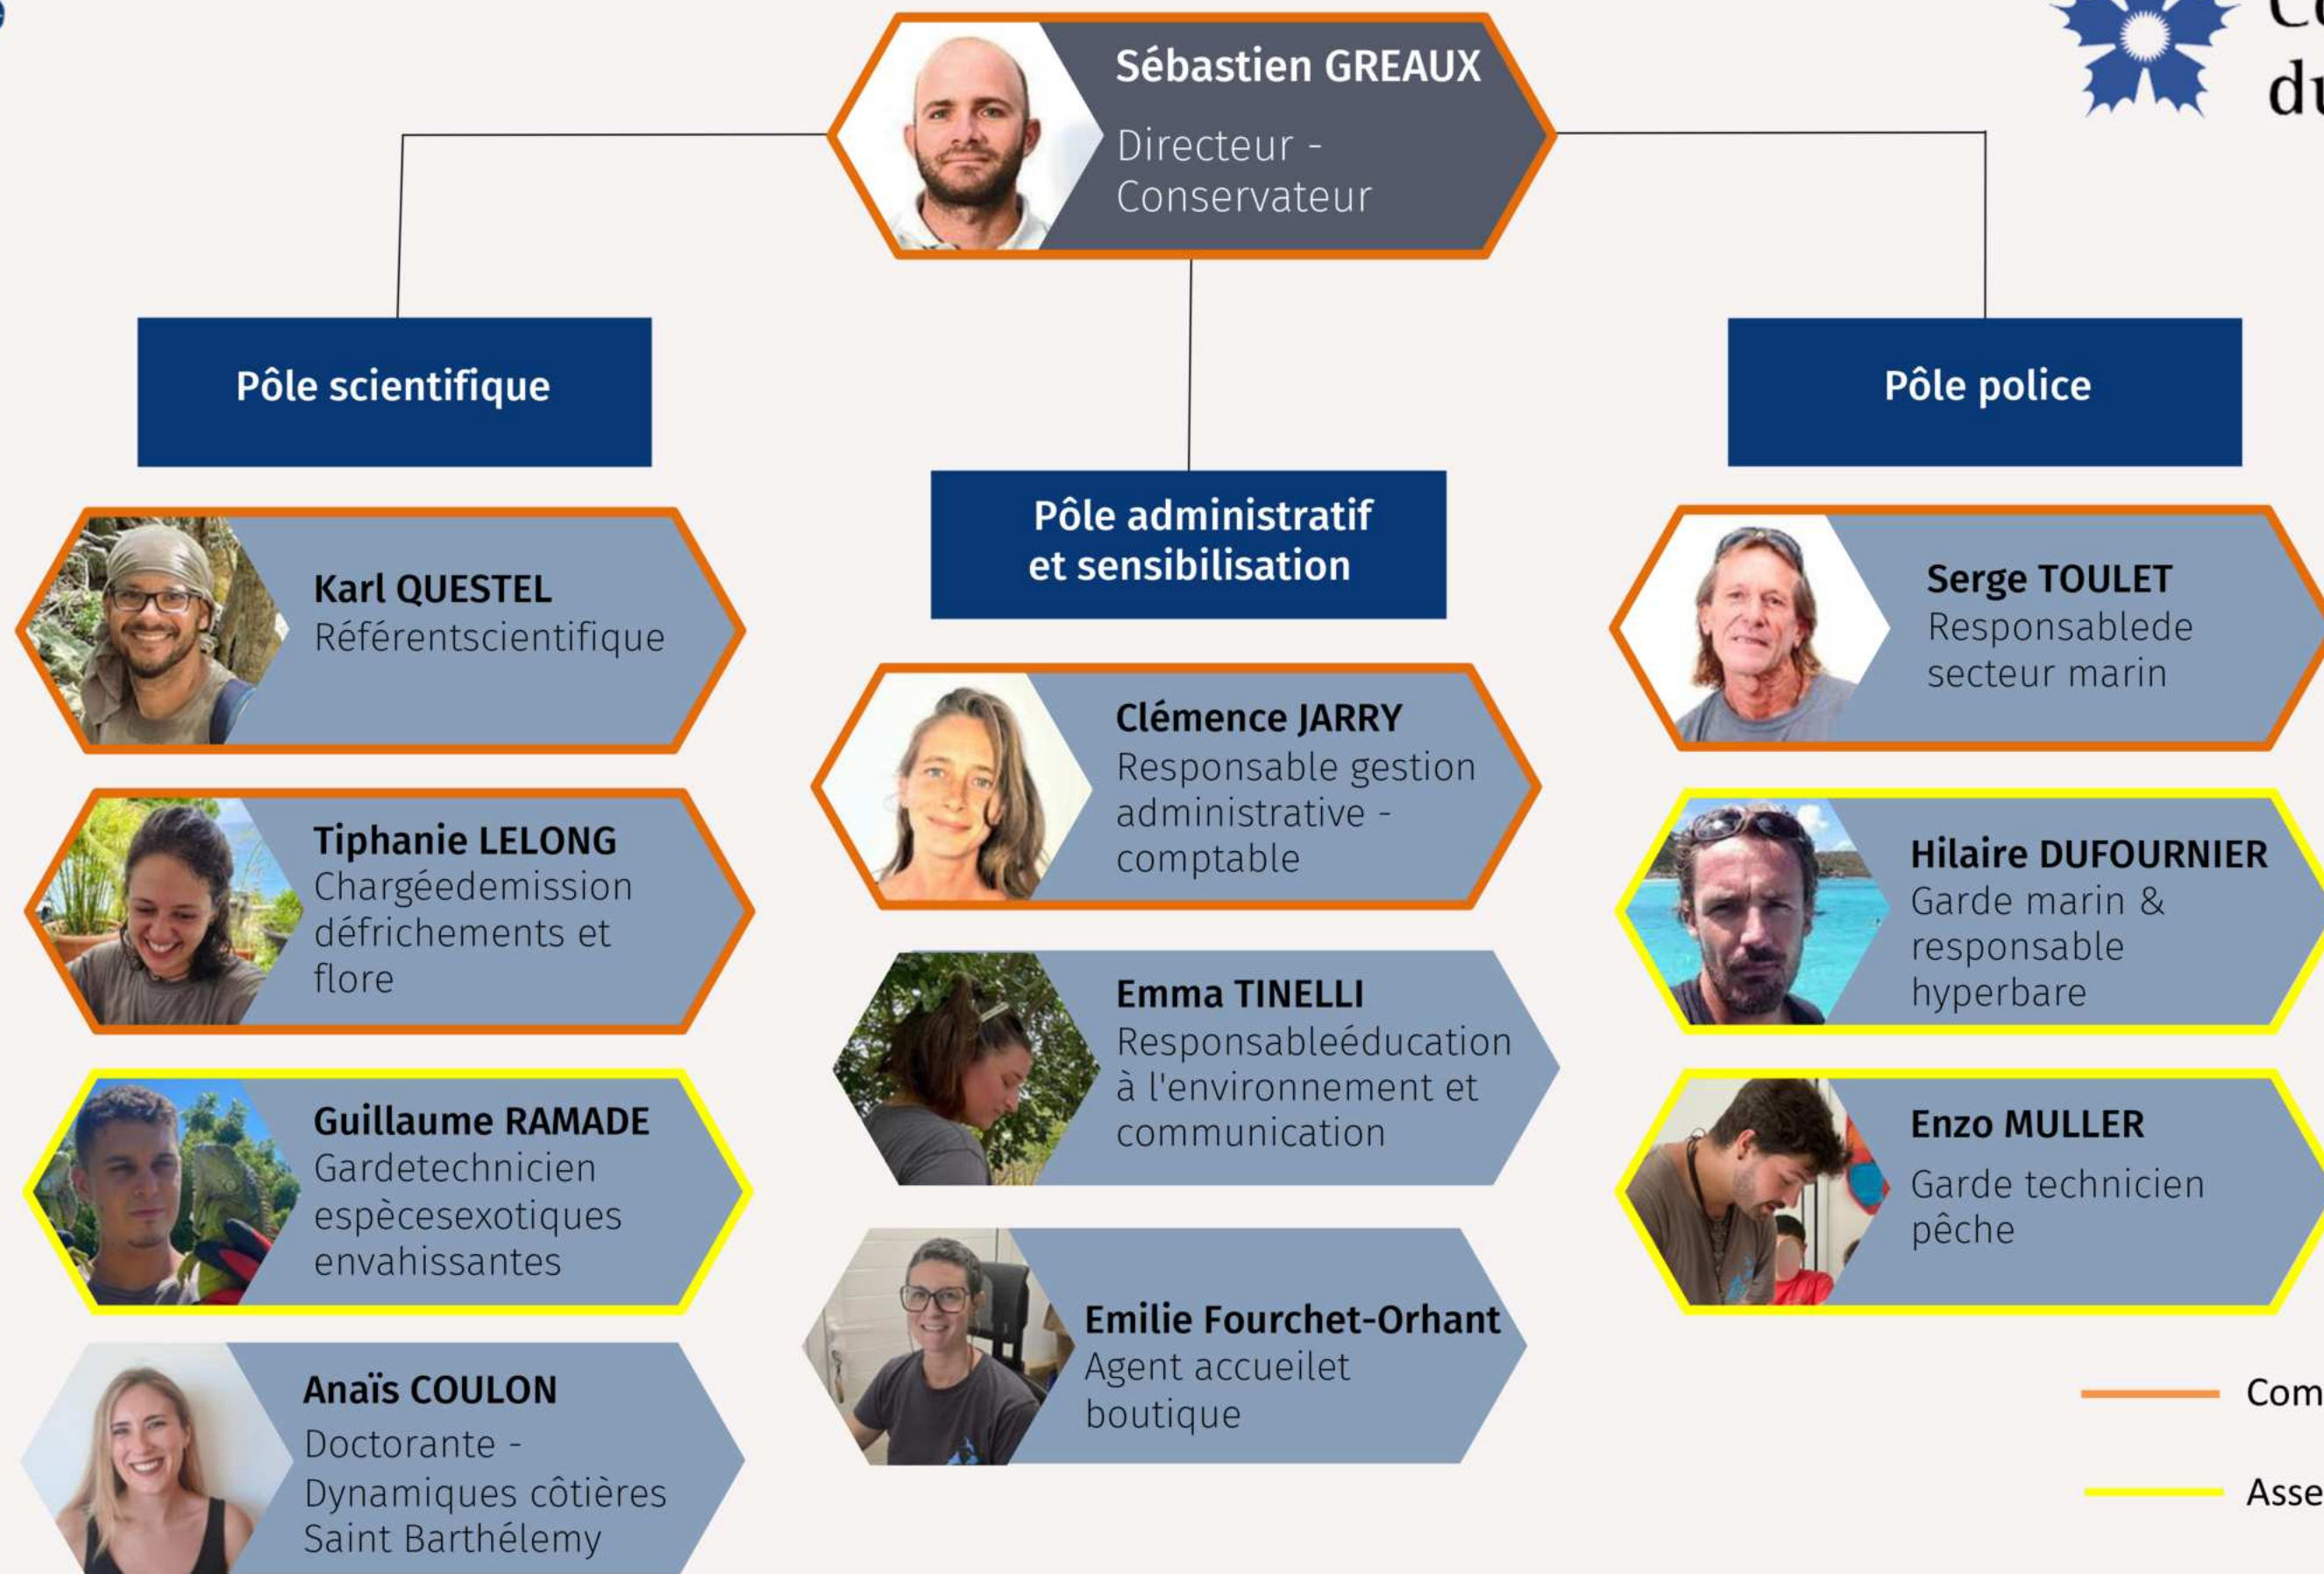 Sébastien GREAUX
Directeur -
Conservateur
du
Pôle scientifique
Karl QUESTEL
Référentscientifique
Tiphanie LELONG
Chargéedemission
défrichements et
flore
Guillaume RAMADE
Gardetechnicien
espècesexotiques
envahissantes
Anaïs COULON
Doctorante -
Dynamiques côtières
Saint Barthélemy
Pôle administratif
et sensibilisation
Clémence JARRY
Responsable gestion
administrative -
comptable
Emma TINELLI
Responsableéducation
à l'environnement et
communication
Emilie Fourchet-Orhant
Agent accueilet
boutique
Pôle police
Serge TOULET
Responsablede
secteur marin
Hilaire DUFOURNIER
Garde marin &
responsable
hyperbare
Enzo MULLER
Garde technicien
pêche
Com
Asse